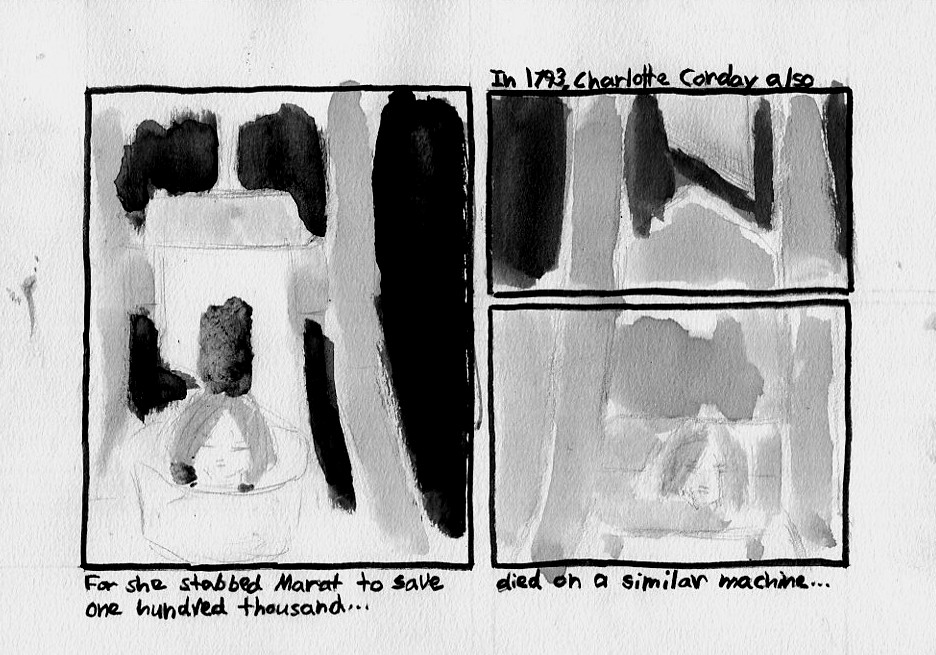 For she stabbed Marat to save
one hundred thousand...
In 1793, Charlotte Corday also
died on a similar machine...